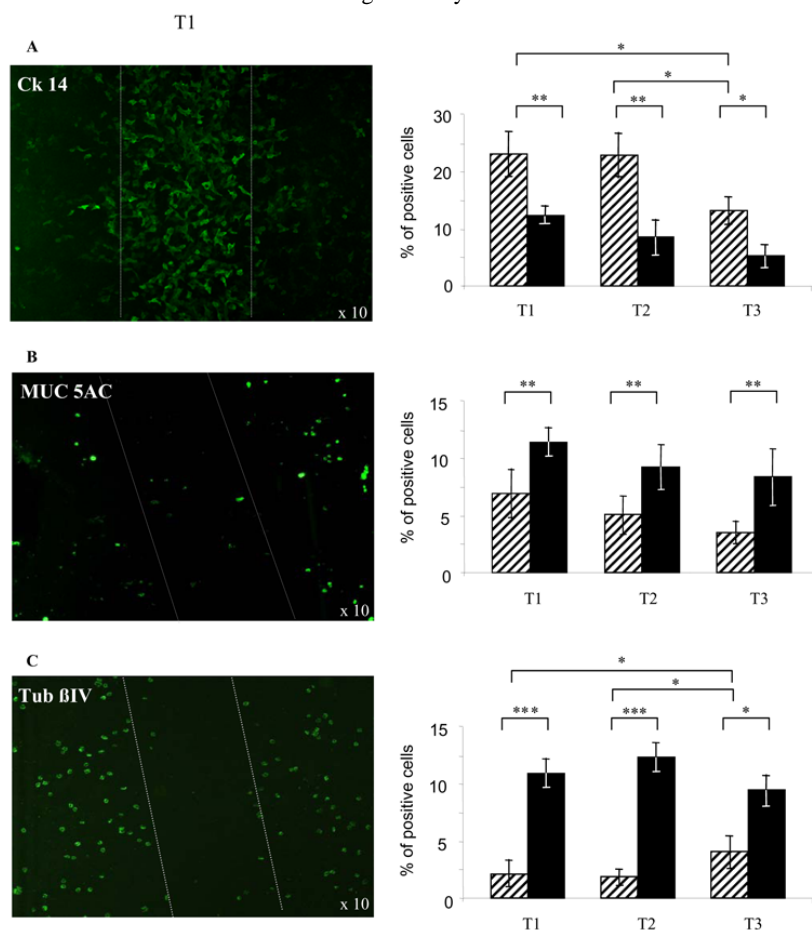 T1
A
Ck 14
x 10
*
*
** ** *
30
20
10
0
% of positive cells
T1 T2 T3
B
MUC 5AC
x 10
** ** **
15
10
5
0
% of positive cells
T1 T2 T3
C
Tub ßIV
x 10
*
*
*** *** *
15
10
5
0
% of positive cells
T1 T2 T3